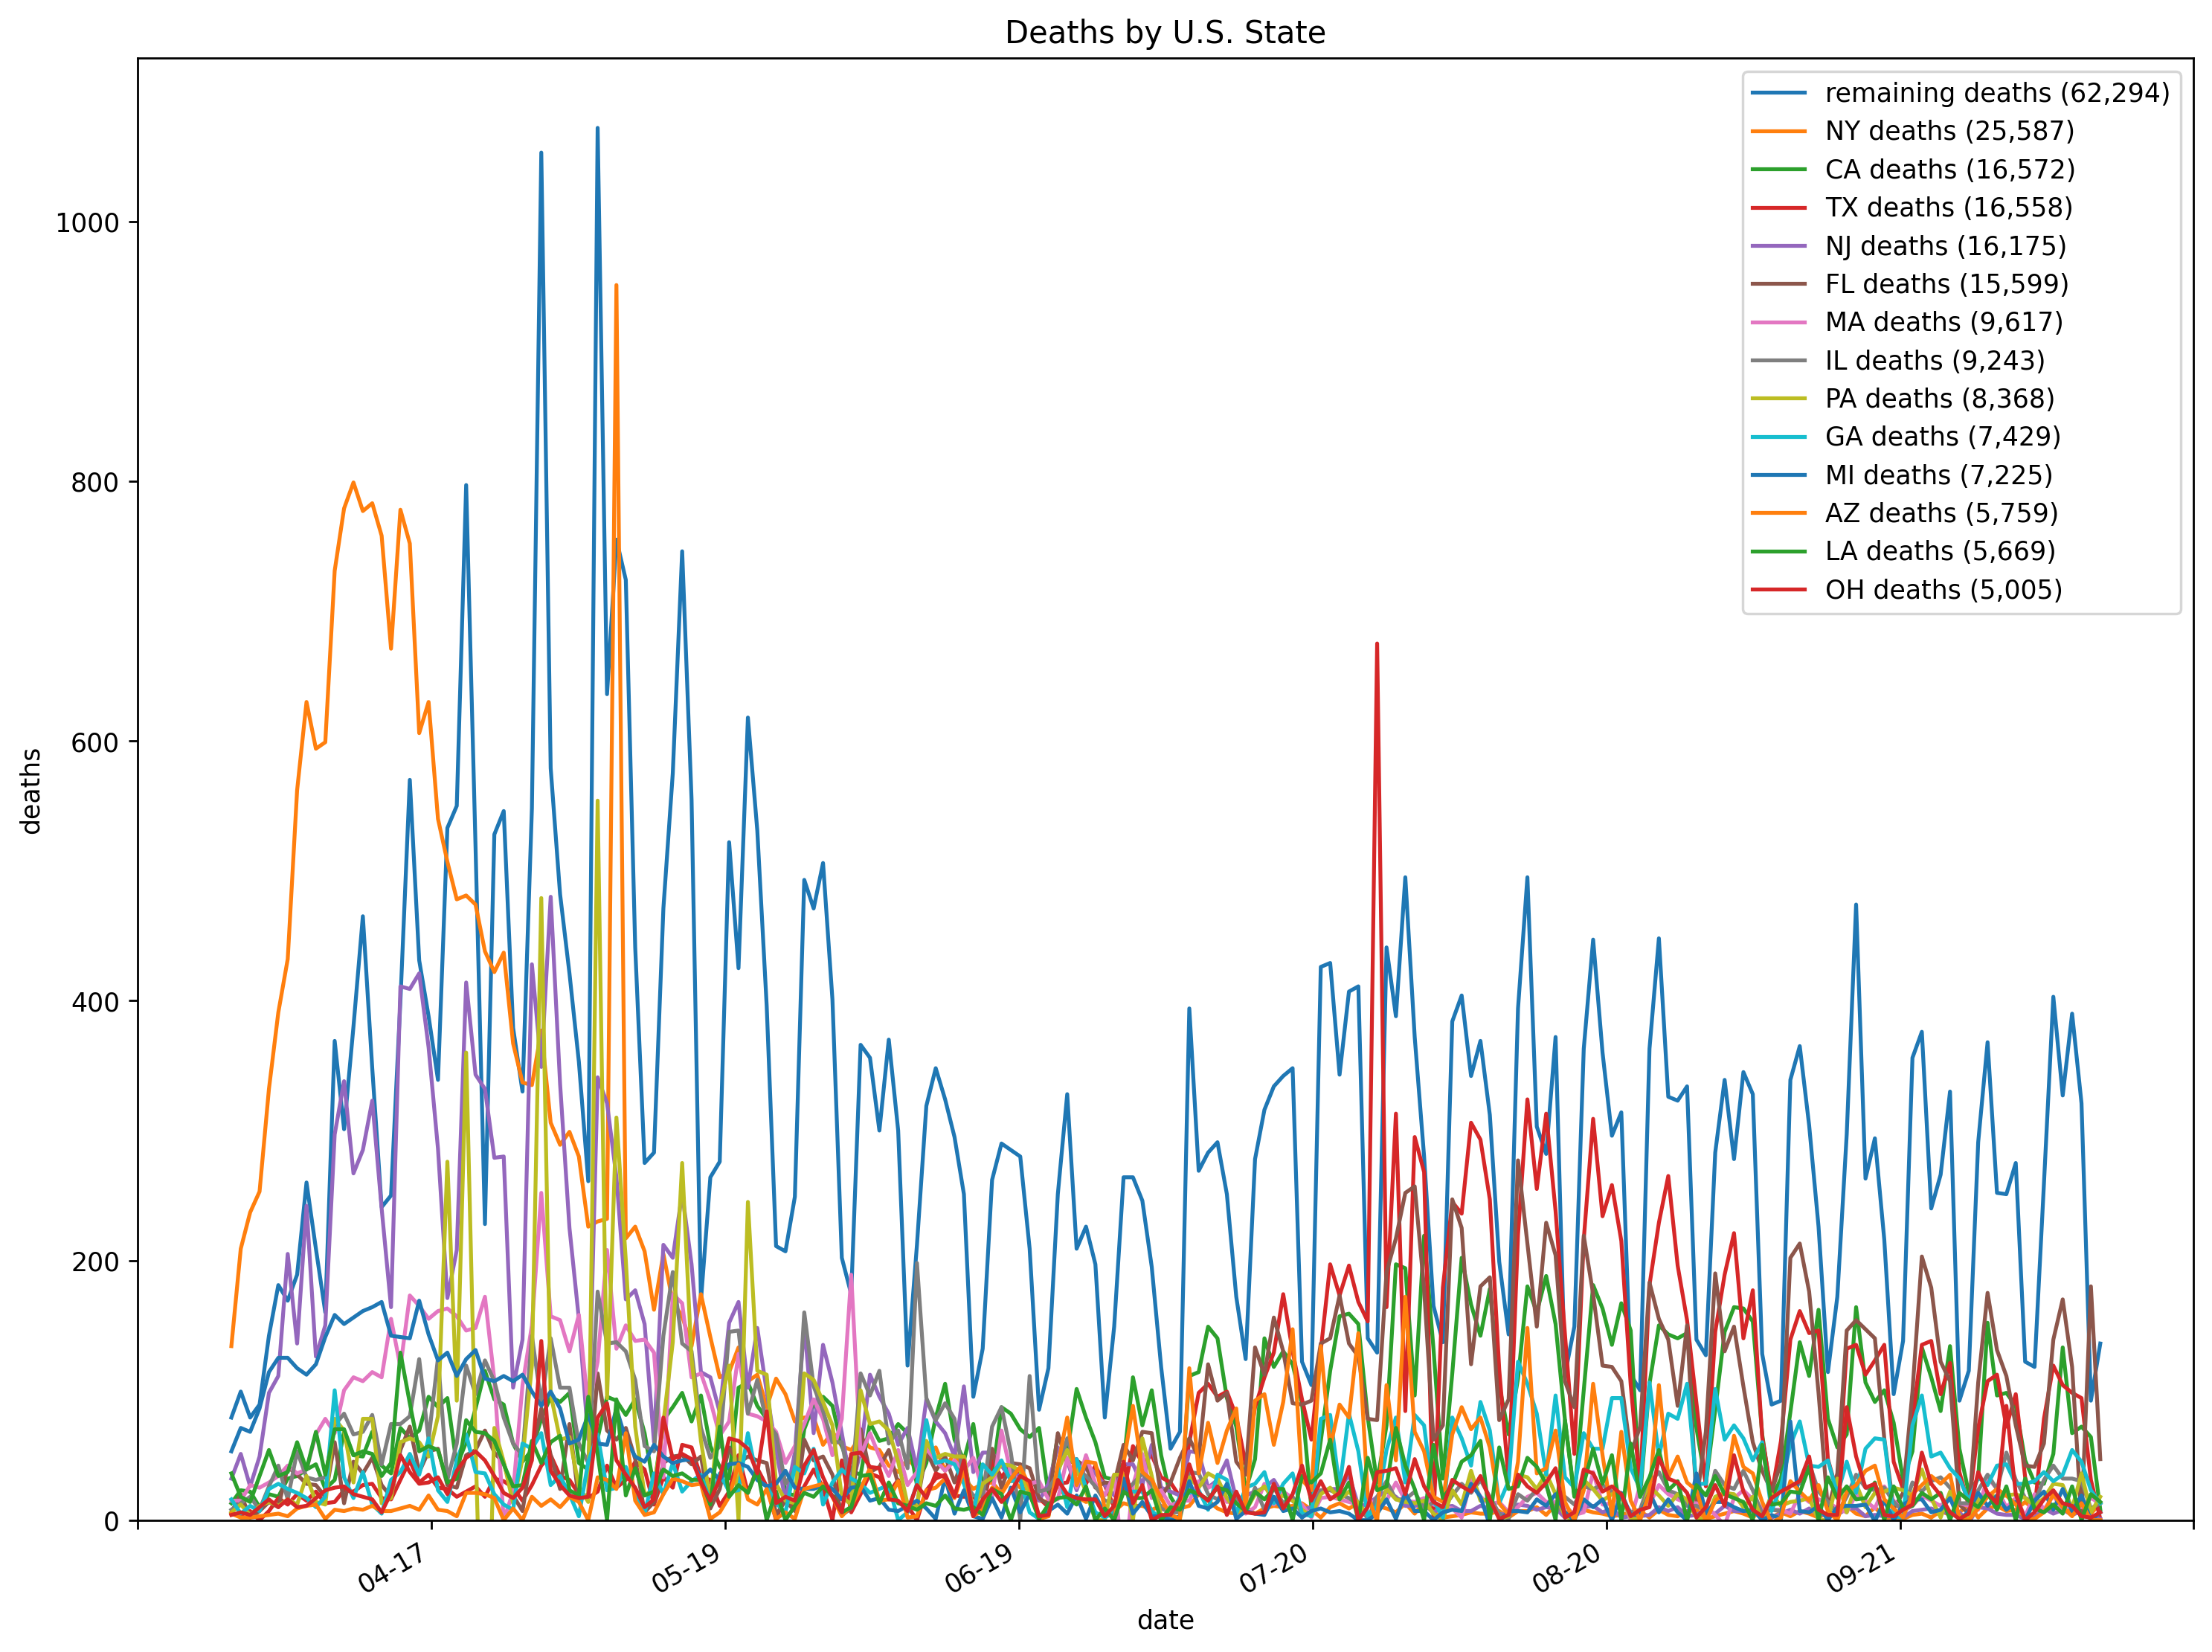 Deaths by U.S. State
remaining deaths (62,294)
NY deaths (25,587)
CA deaths (16,572)
TX deaths (16,558)
NJ deaths (16,175)
FL deaths (15,599)
MA deaths (9,617)
IL deaths (9,243)
PA deaths (8,368)
GA deaths (7,429)
MI deaths (7,225)
AZ deaths (5,759)
LA deaths (5,669)
OH deaths (5,005)
1000
800
600
400
200
0
deaths
04-17
05-19
06-19
07-20
08-20
09-21
date